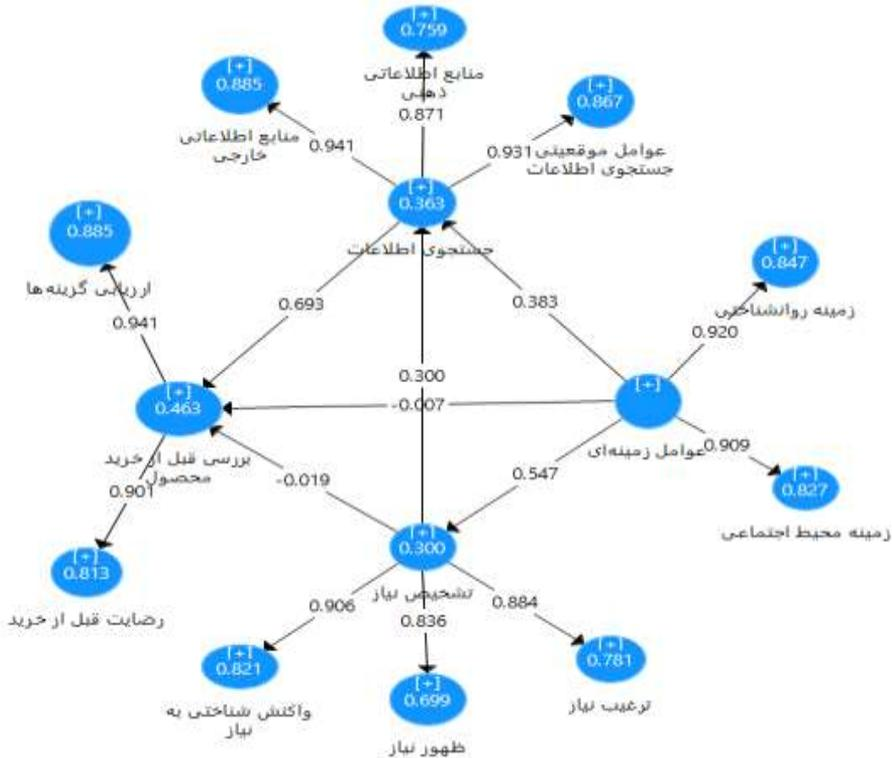 [+]
0.759
منابع اطلاعاتی
ذهنی
0.871
[+]
0.885
منابع اطلاعاتی
خارجی
0.941
[+]
0.867
عوامل موقعیتی
جستجوی اطلاعات
0.931
[+]
0.363
جستجوی اطلاعات
[+]
0.885
ارزیابی گزینه‌ها
0.941
0.693
0.383
[+]
0.847
زمینه روانشناختی
0.920
0.300
-0.007
[+]
0.463
بررسی قبل از خرید
محصول
[+]
عوامل زمینه‌ای
0.909
[+]
0.827
زمینه محیط اجتماعی
0.901
-0.019
0.547
[+]
0.813
رضایت قبل از خرید
[+]
0.300
تشخیص نیاز
0.906
0.836
0.884
[+]
0.821
واکنش شناختی به
نیاز
[+]
0.699
ظهور نیاز
[+]
0.781
ترغیب نیاز